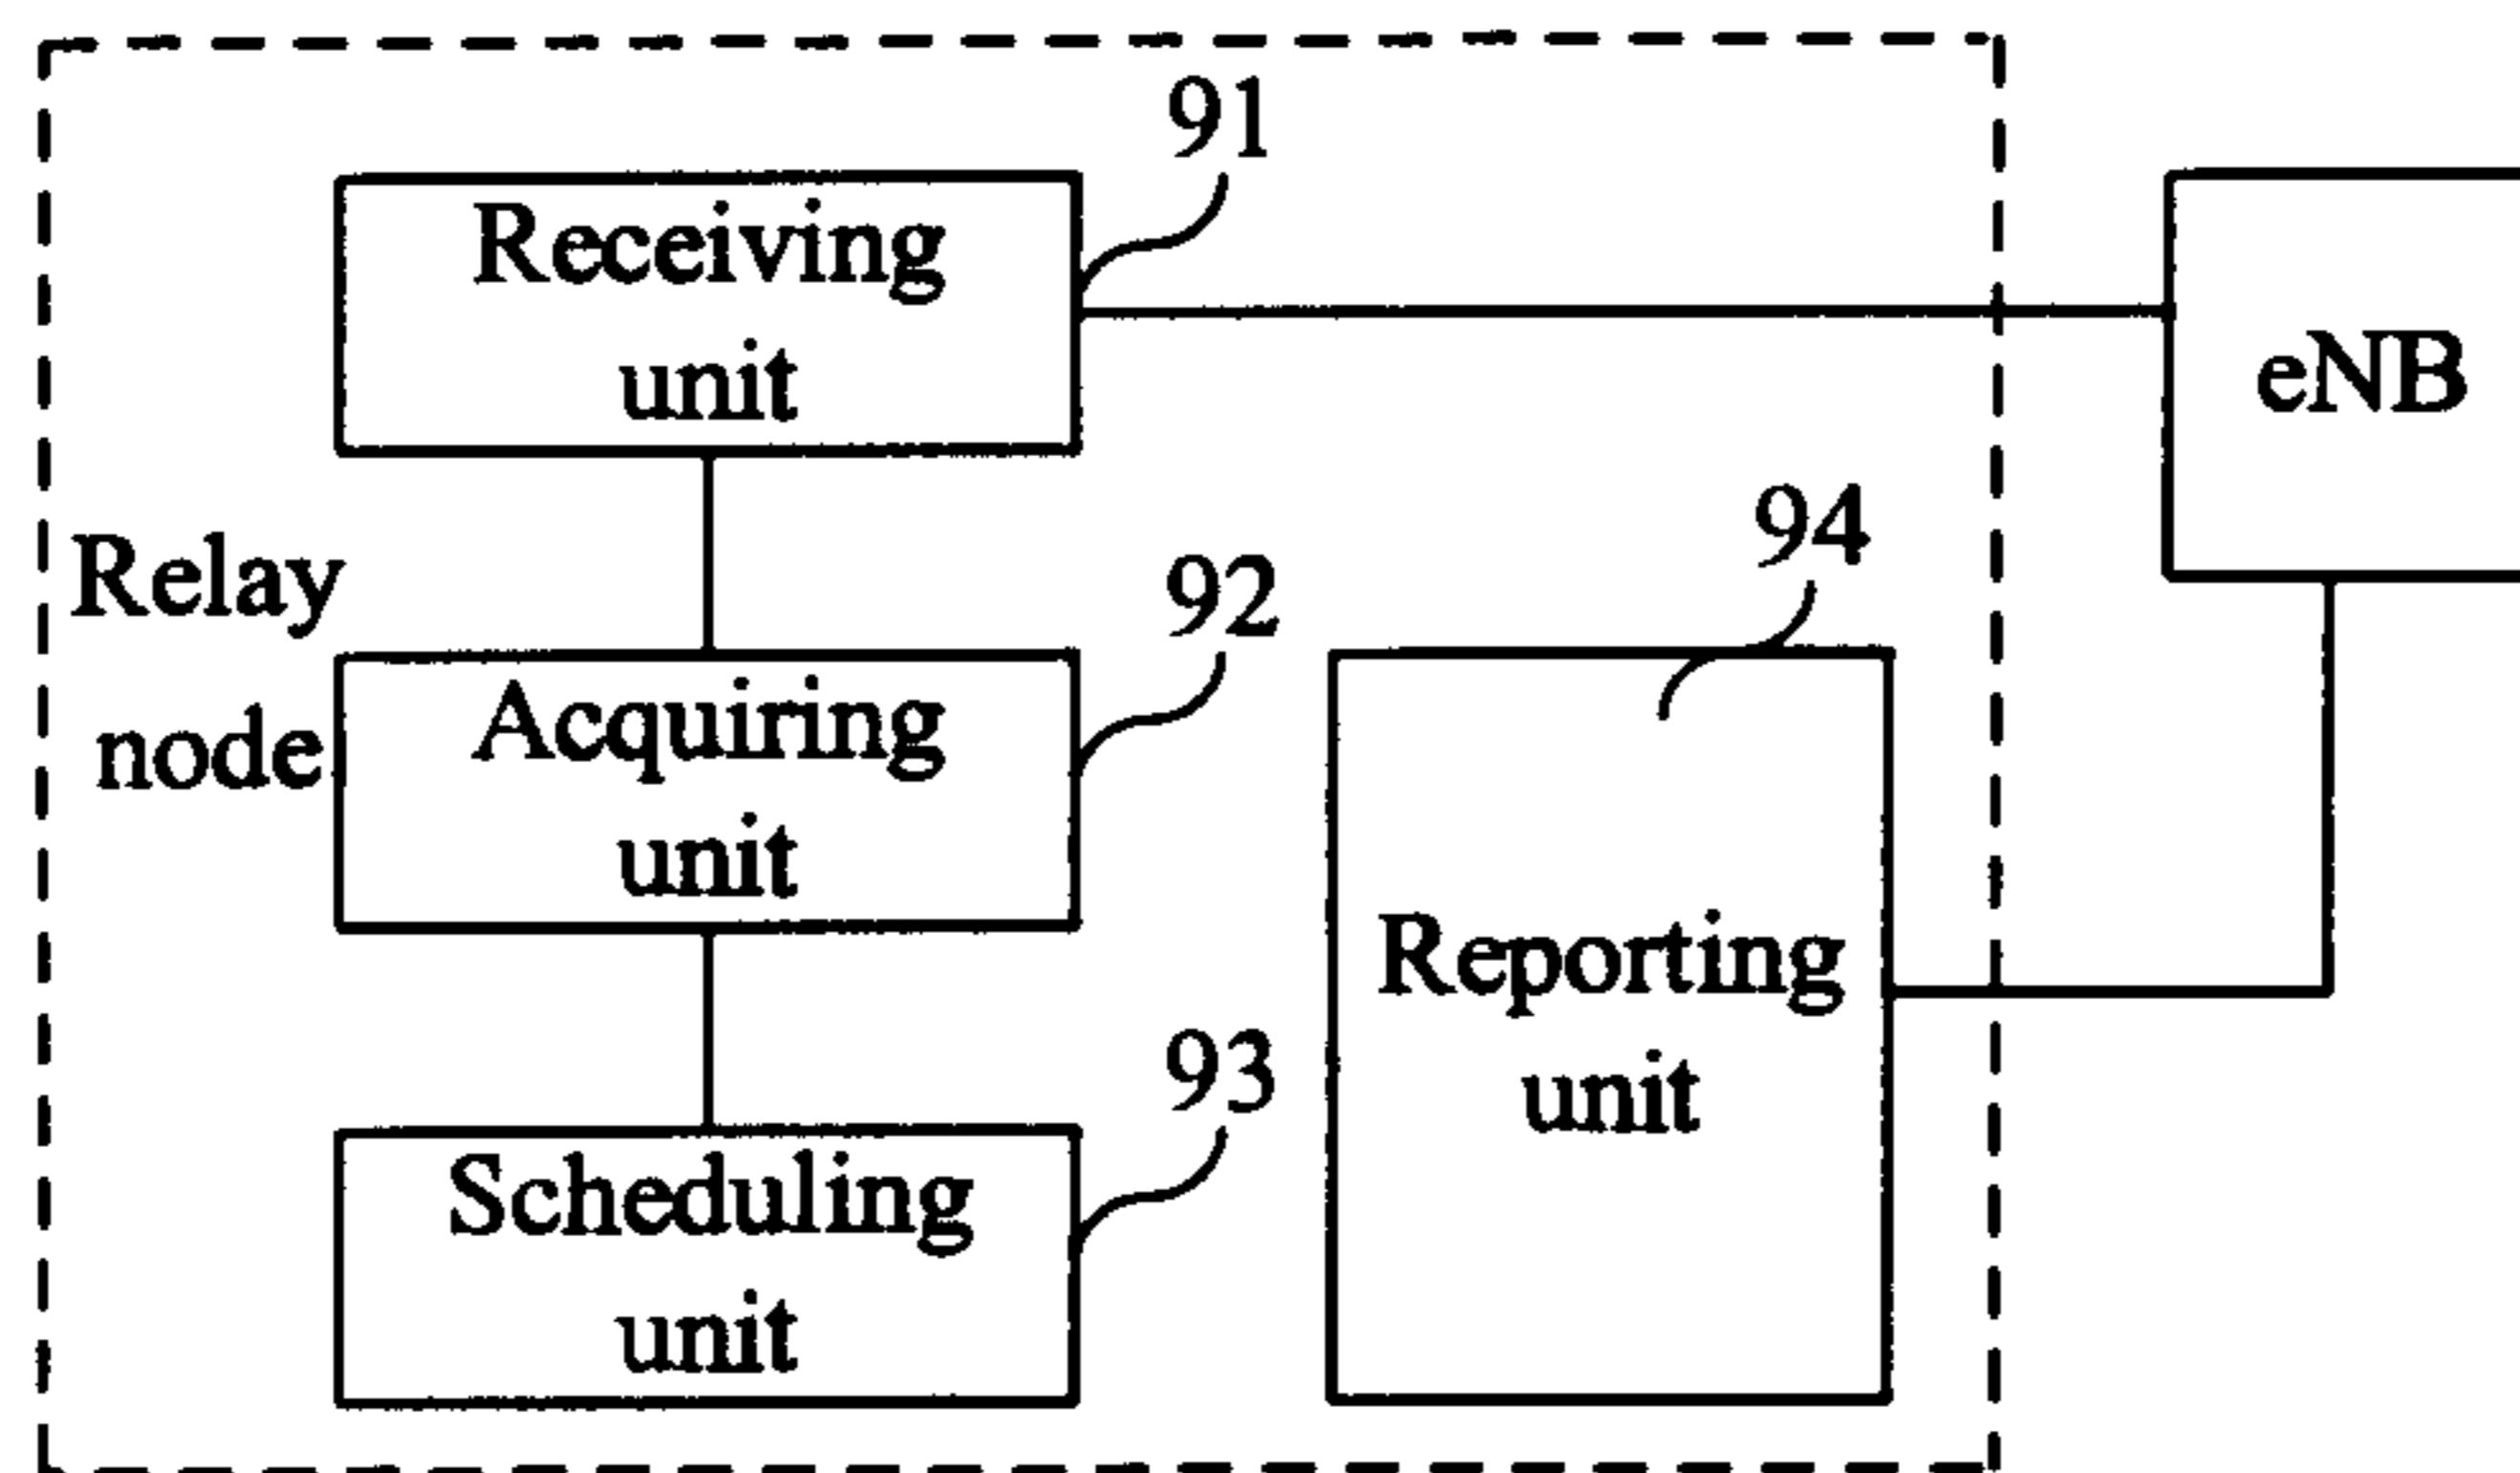 91
Receiving
unit
eNB
94
Relay
node
92
Acquiring
unit
Reporting
unit
93
Scheduling
unit